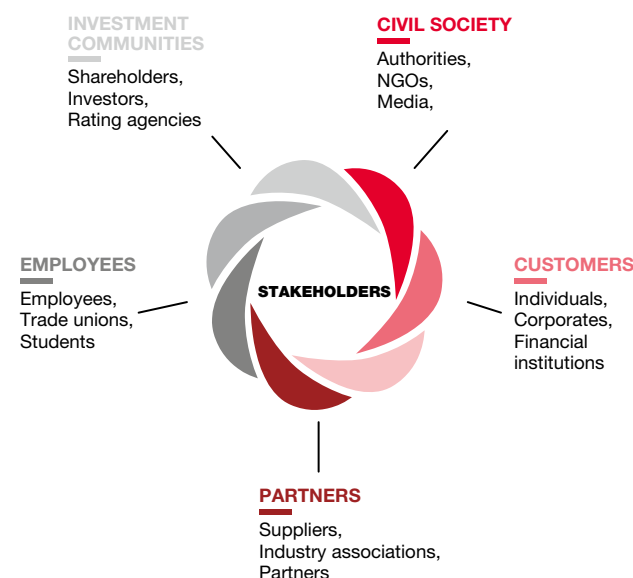 INVESTMENT
COMMUNITIES
Shareholders,
Investors,
Rating agencies
CIVIL SOCIETY
Authorities,
NGOs,
Media,
EMPLOYEES
Employees,
Trade unions,
Students
STAKEHOLDERS
CUSTOMERS
Individuals,
Corporates,
Financial
institutions
PARTNERS
Suppliers,
Industry associations,
Partners